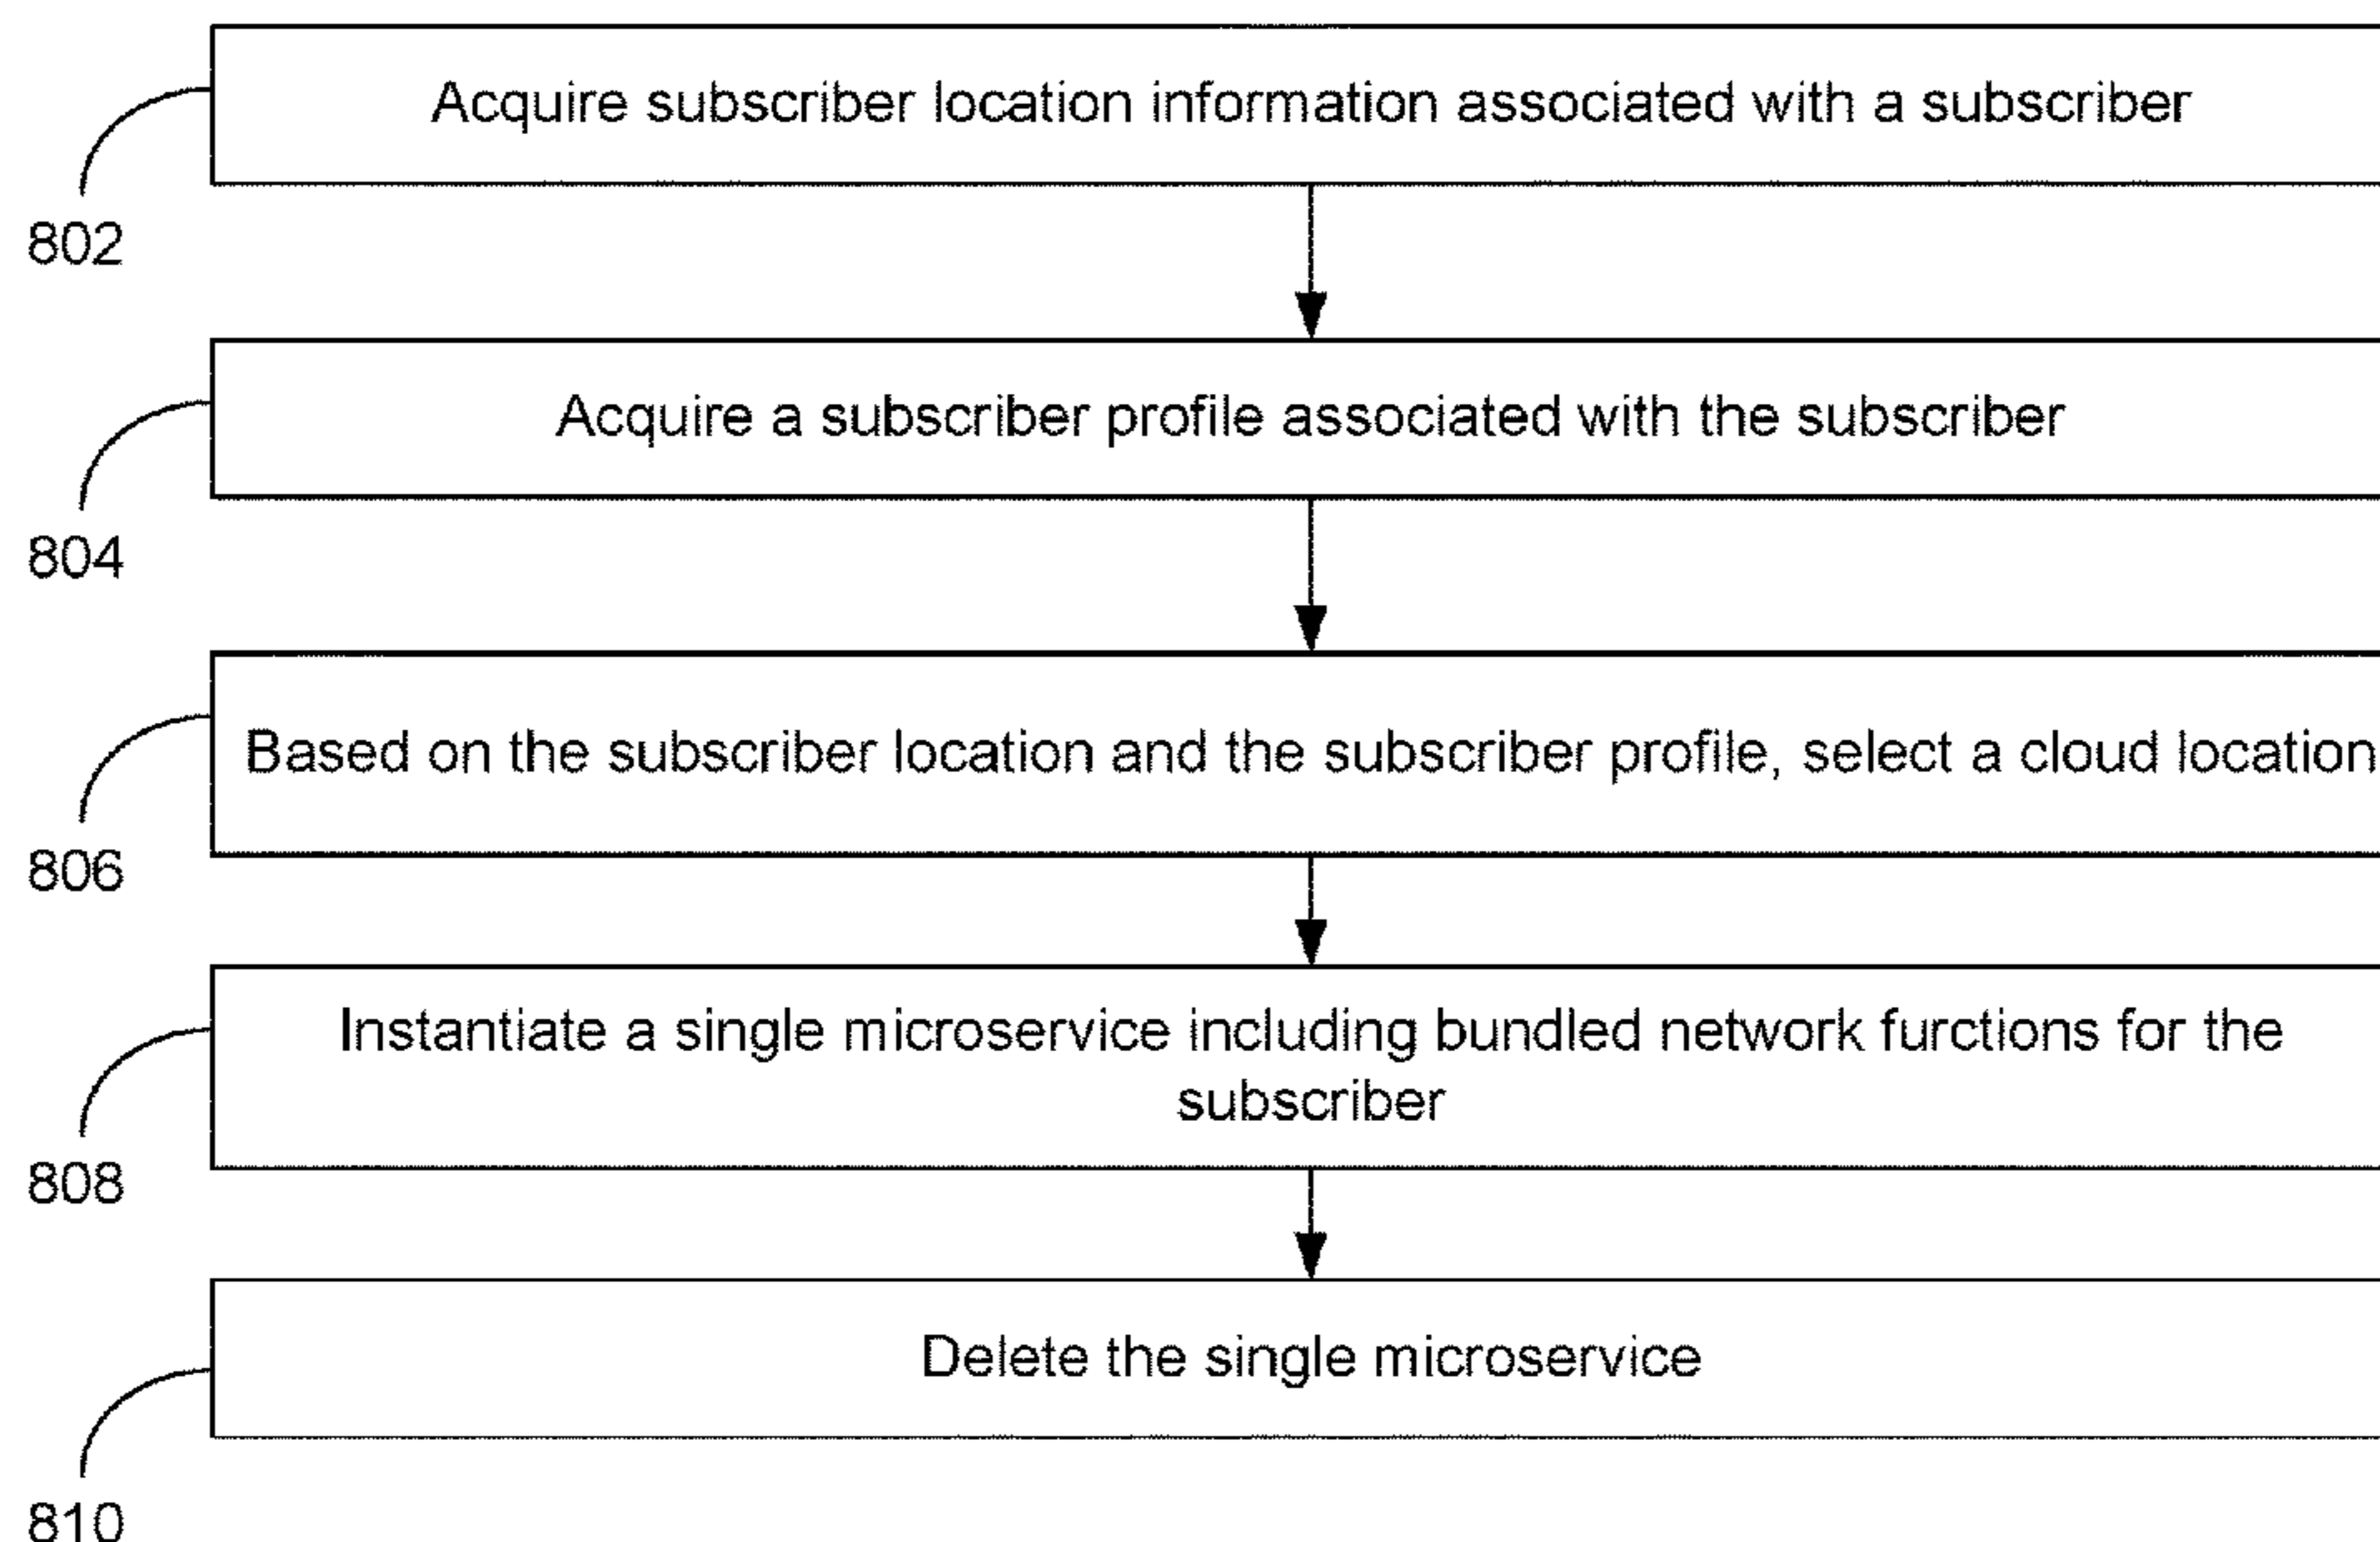 Acquire subscriber location information associated with a subscriber
802
Acquire a subscriber profile associated with the subscriber
804
Based on the subscriber location and the subscriber profile, select a cloud location
806
Instantiate a single microservice including bundled network furctions for the
subscriber
808
Delete the single microservice
810